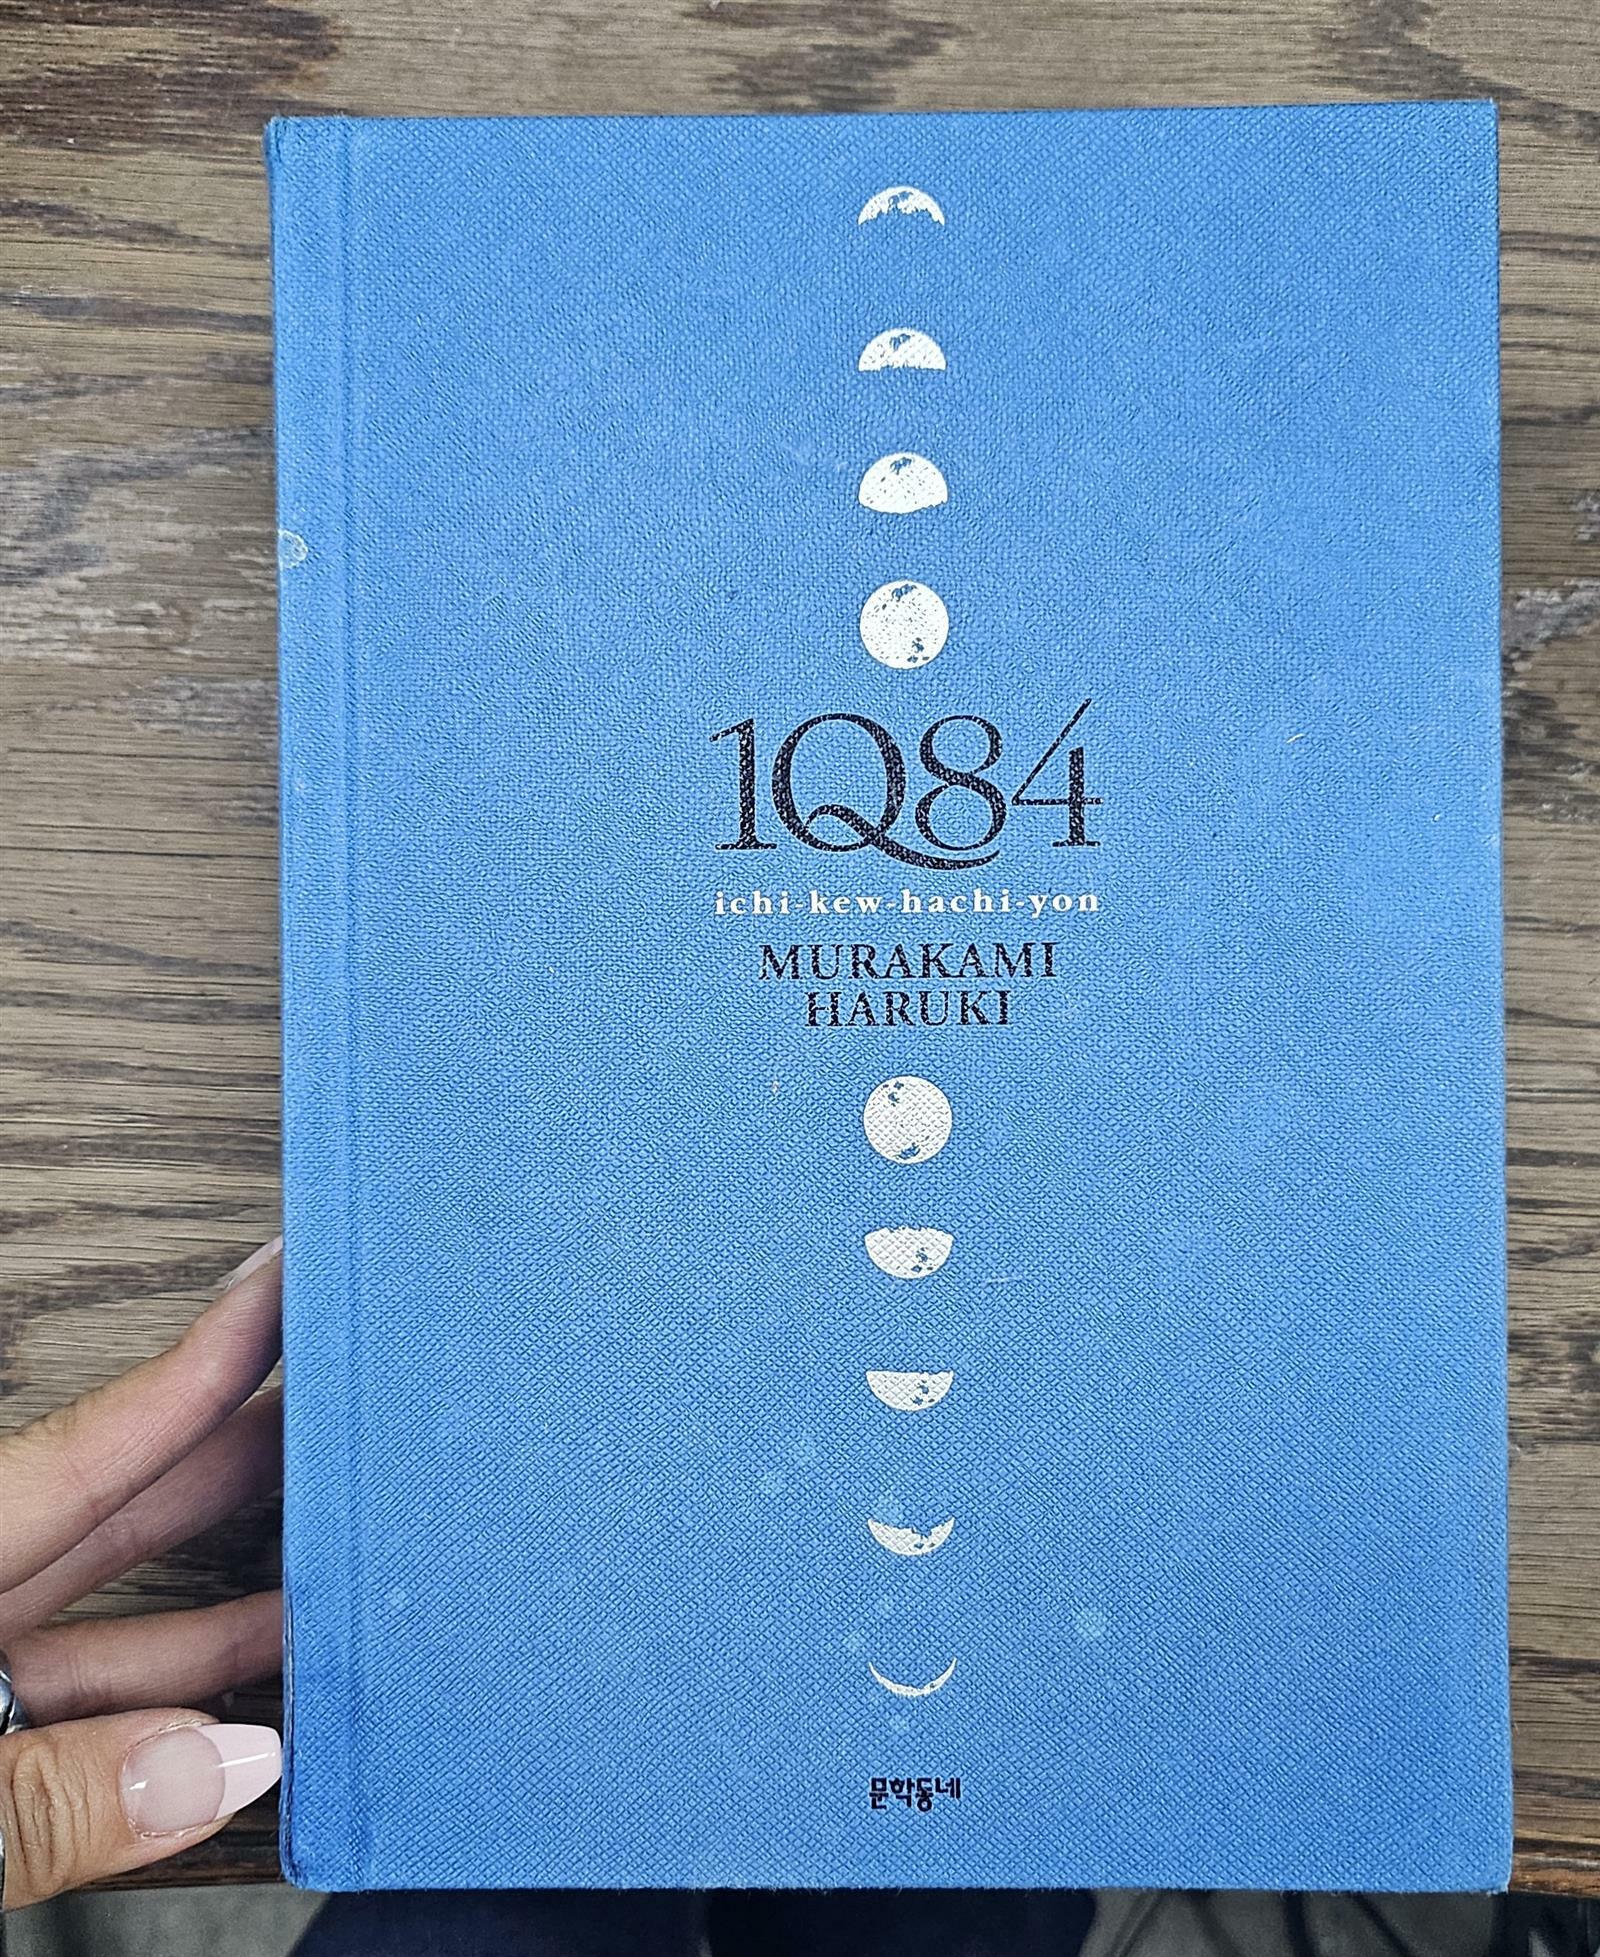 1Q84
ichi-kew-hachi-yon
MURAKAMI
HARUKI
문학동네